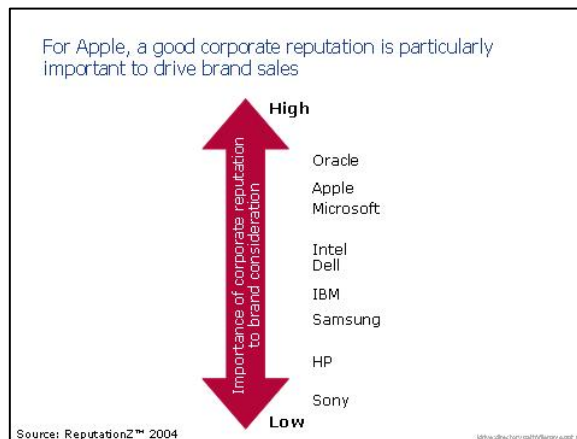 For Apple, a good corporate reputation is particularly
important to drive brand sales
High
Importance of corporate reputation
to brand consideration
Oracle
Apple
Microsoft
Intel
Dell
IBM
Samsung
HP
Sony
Low
Source: ReputationZ™ 2004